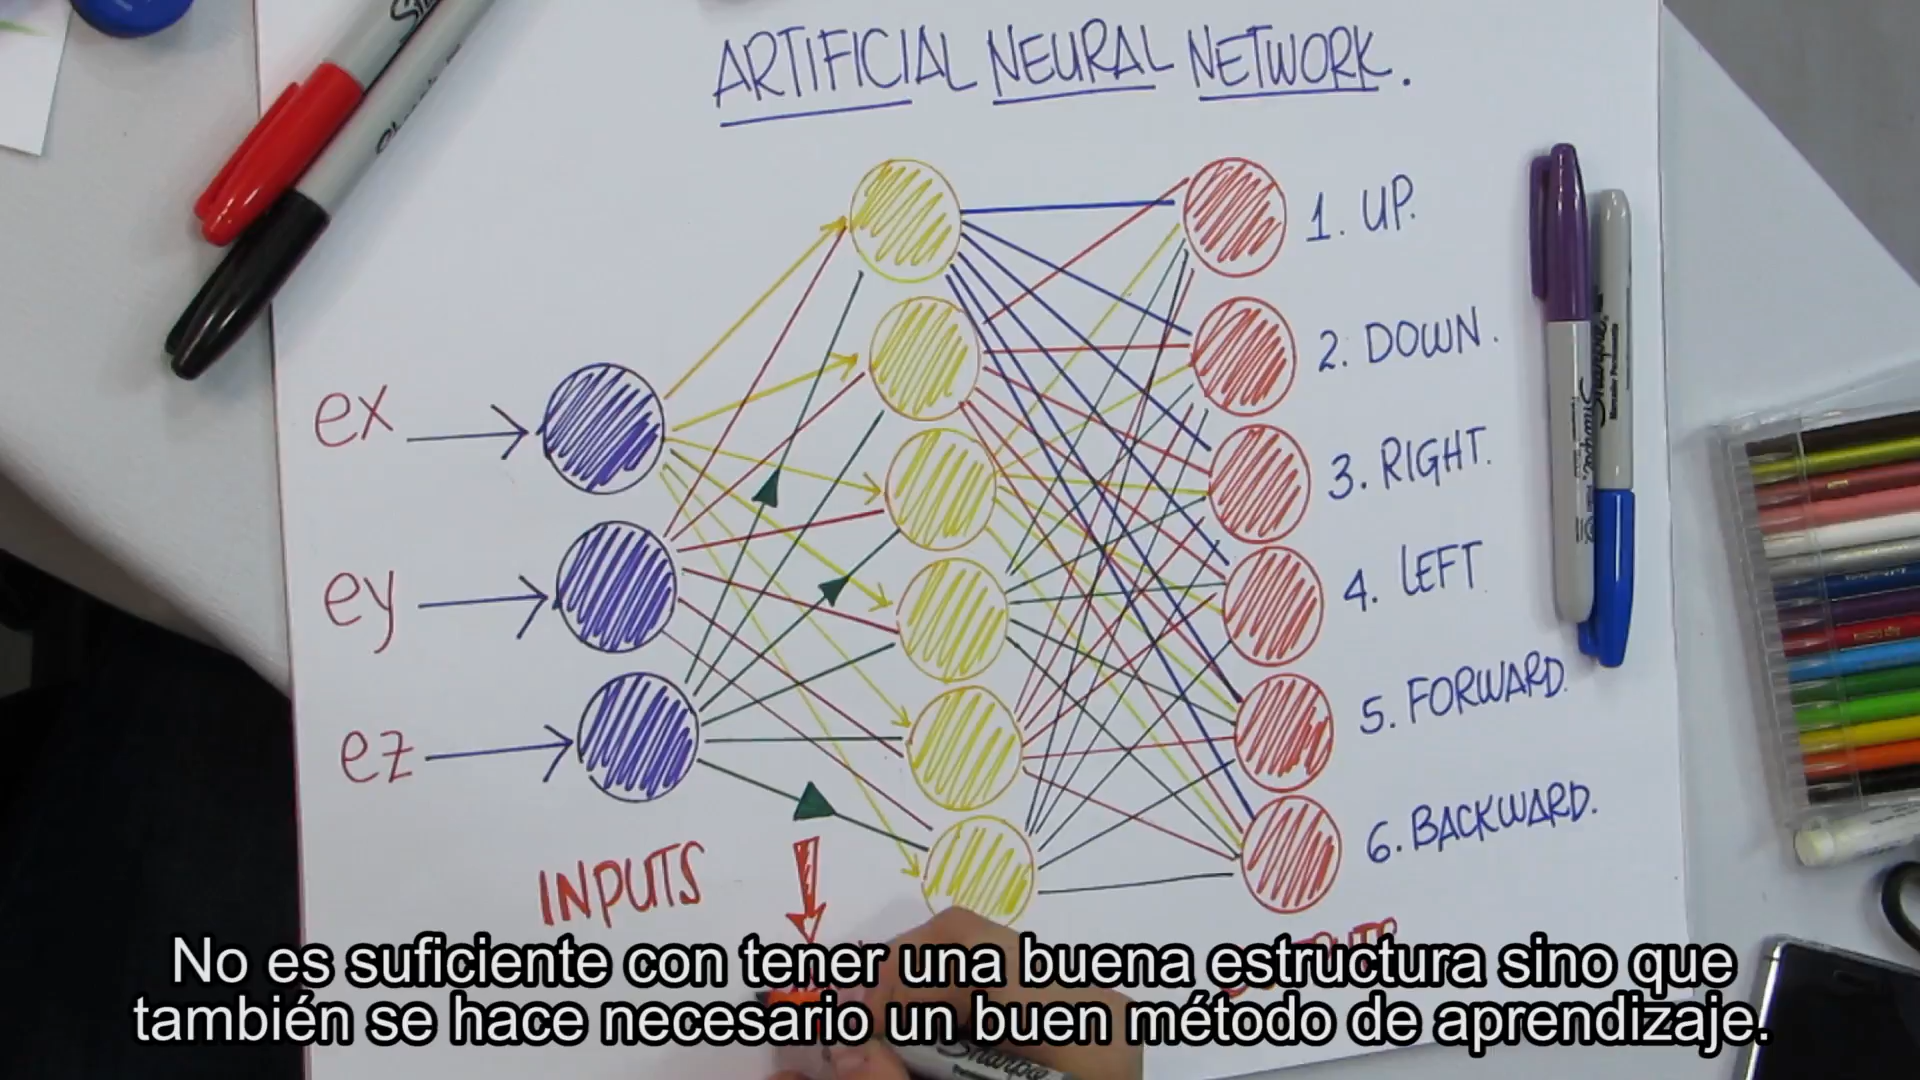 ARTIFICIAL NEURAL NETWORK.
1. UP.
2. DOWN.
3. RIGHT.
4. LEFT
5. FORWARD.
6. BACKWARD.
ex
ey
ez
INPUTS
Sharpie
Sharpie
No es suficiente con tener una buena estructura sino que
también se hace necesario un buen método de aprendizaje.